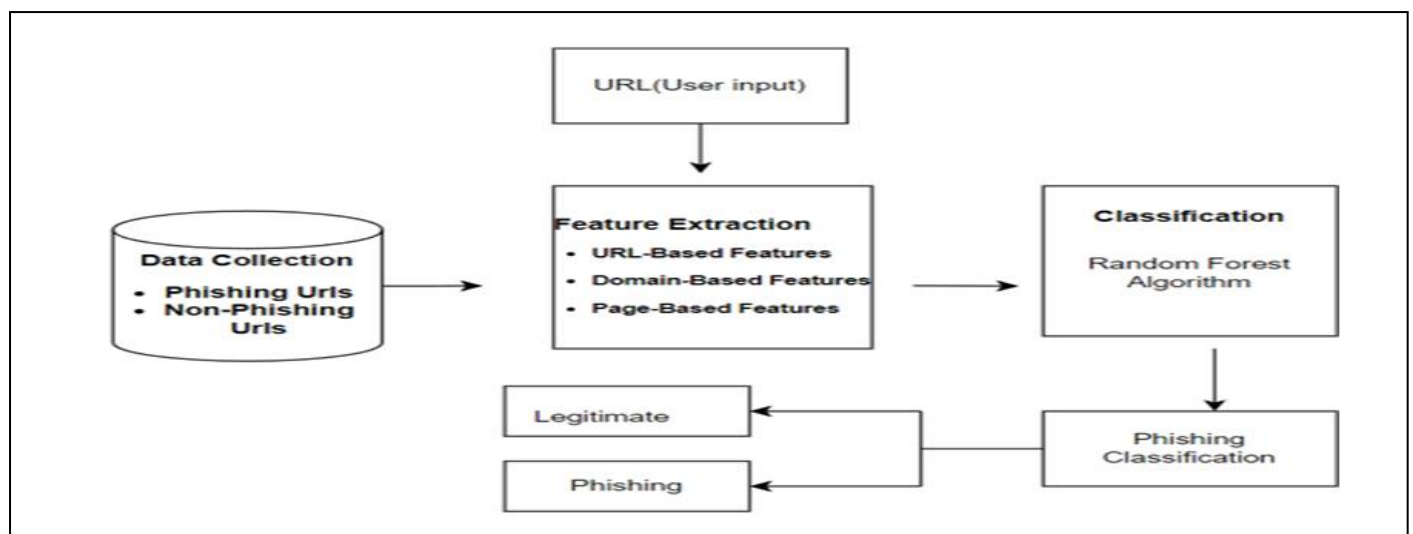 URL(User input)
Data Collection
• Phishing Urls
• Non-Phishing
Urls
Feature Extraction
• URL-Based Features
• Domain-Based Features
• Page-Based Features
Classification
Random Forest
Algorithm
Phishing
Classification
Legitimate
Phishing